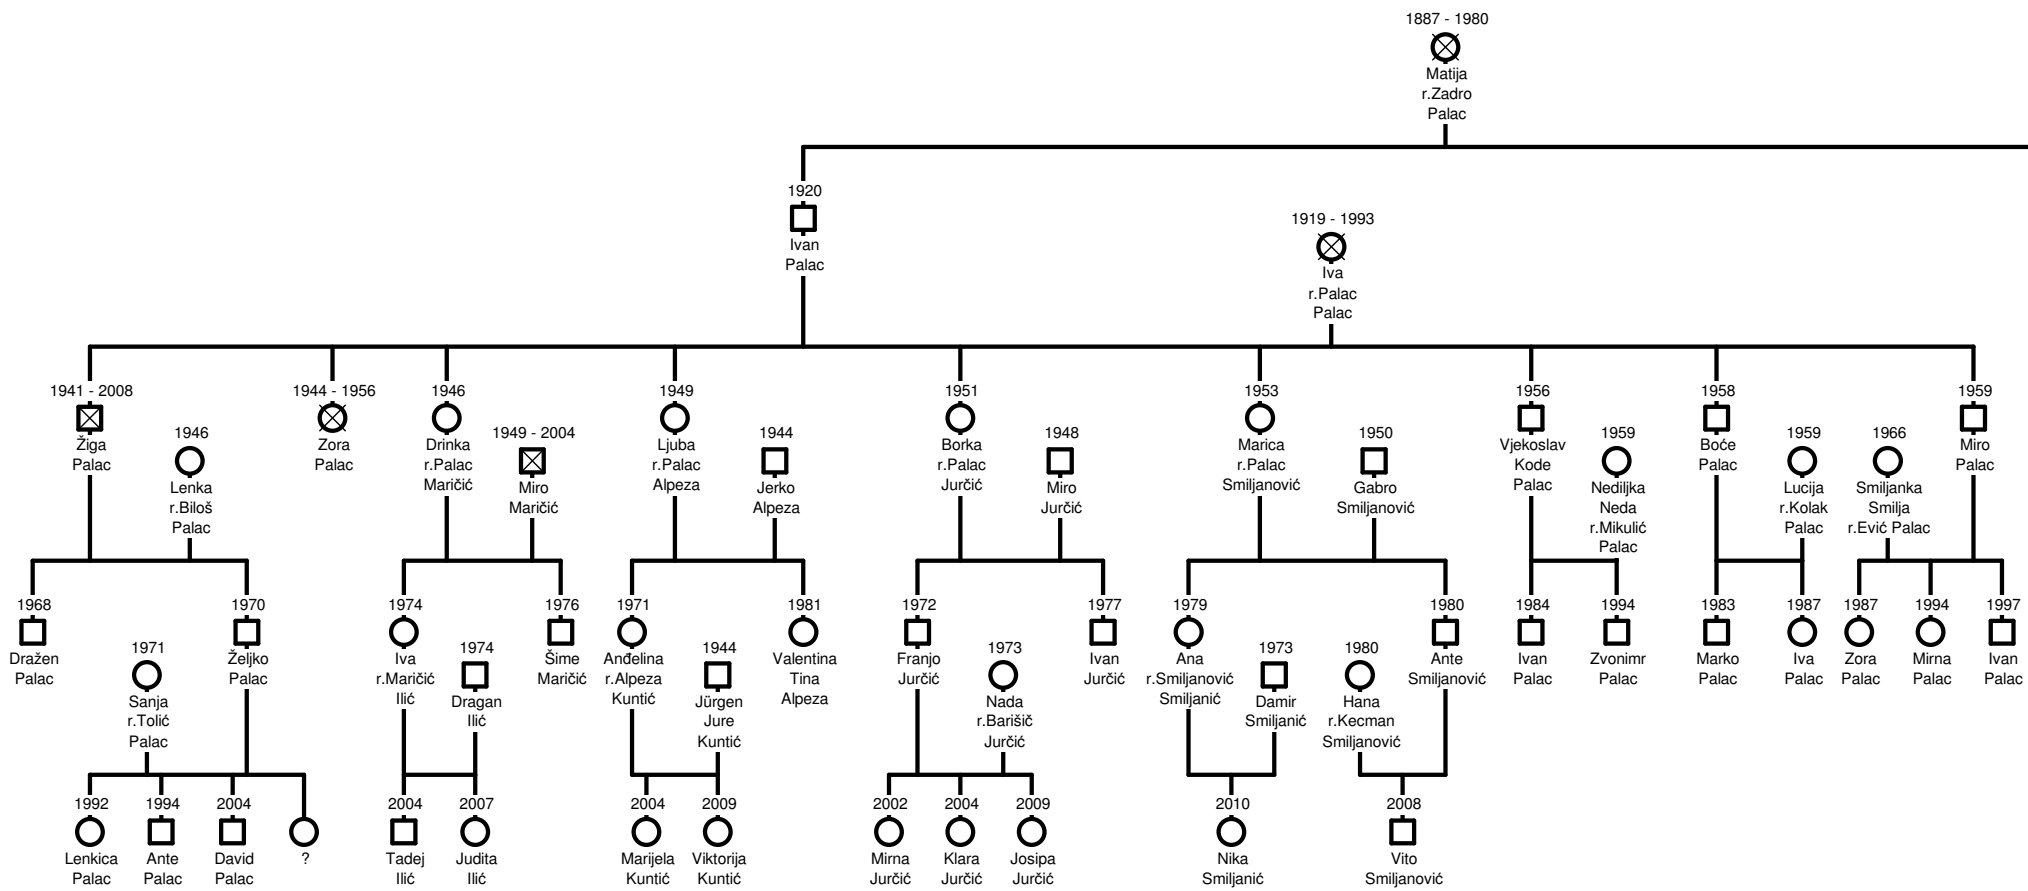 1887 - 1980
Matija
r.Zadro
Palac
1920
Ivan
Palac
1919 - 1993
Iva
r.Palac
Palac
1941 - 2008
Žiga
Palac
1946
Lenka
r.Biloš
Palac
1944 - 1956
Zora
Palac
1946
Drinka
r.Palac
Maričić
1949 - 2004
Miro
Maričić
1949
Ljuba
r.Palac
Alpeza
1944
Jerko
Alpeza
1951
Borka
r.Palac
Jurčić
1948
Miro
Jurčić
1953
Marica
r.Palac
Smiljanović
1950
Gabro
Smiljanović
1956
Vjekoslav
Kode
Palac
1959
Nediljka
Neda
r.Mikulić
Palac
1958
Boće
Palac
1959
Lucija
r.Kolak
Palac
1966
Smiljanka
Smilja
r.Ević Palac
1959
Miro
Palac
1968
Dražen
Palac
1971
Sanja
r.Tolić
Palac
1970
Željko
Palac
1974
Iva
r.Maričić
Ilić
1974
Dragan
Ilić
1976
Šime
Maričić
1971
Anđelina
r.Alpeza
Kuntić
1944
Jürgen
Jure
Kuntić
1981
Valentina
Tina
Alpeza
1972
Franjo
Jurčić
1973
Nada
r.Barišič
Jurčić
1977
Ivan
Jurčić
1979
Ana
r.Smiljanović
Smiljanić
1973
Damir
Smiljanić
1980
Hana
r.Kecman
Smiljanović
1980
Ante
Smiljanović
1984
Ivan
Palac
1994
Zvonimr
Palac
1983
Marko
Palac
1987
Iva
Palac
1987
Zora
Palac
1994
Mirna
Palac
1997
Ivan
Palac
1992
Lenkica
Palac
1994
Ante
Palac
2004
David
Palac
?
2004
Tadej
Ilić
2007
Judita
Ilić
2004
Marijela
Kuntić
2009
Viktorija
Kuntić
2002
Mirna
Jurčić
2004
Klara
Jurčić
2009
Josipa
Jurčić
2010
Nika
Smiljanić
2008
Vito
Smiljanović